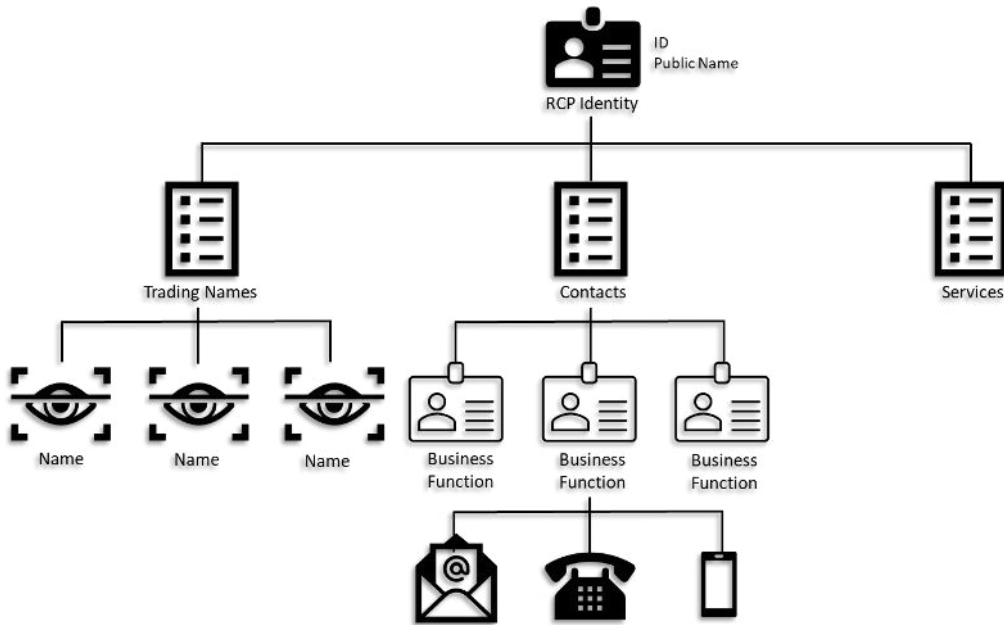 ID
Public Name
RCP Identity
Trading Names
Contacts
Services
Name
Name
Name
Business
Function
Business
Function
Business
Function
@